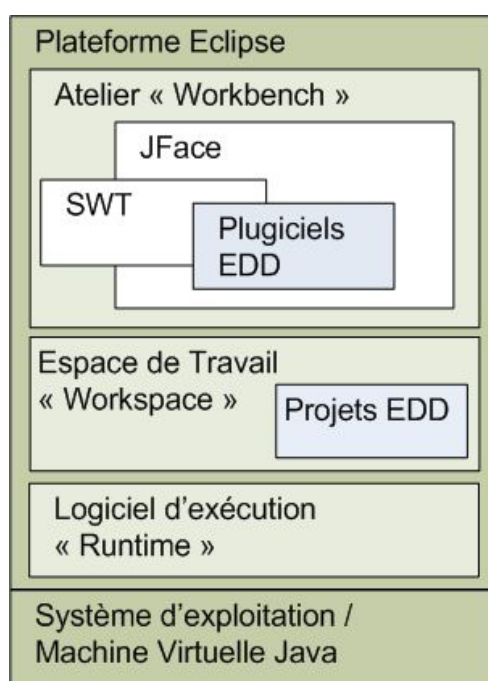 Plateforme Eclipse
Atelier « Workbench »
JFace
SWT
Plugiciels
EDD
Espace de Travail
« Workspace »
Projets EDD
Logiciel d’exécution
« Runtime »
Système d’exploitation /
Machine Virtuelle Java